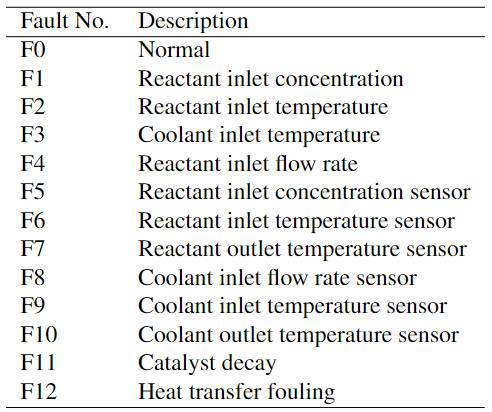 Fault No. Description
F0 Normal
F1 Reactant inlet concentration
F2 Reactant inlet temperature
F3 Coolant inlet temperature
F4 Reactant inlet flow rate
F5 Reactant inlet concentration sensor
F6 Reactant inlet temperature sensor
F7 Reactant outlet temperature sensor
F8 Coolant inlet flow rate sensor
F9 Coolant inlet temperature sensor
F10 Coolant outlet temperature sensor
F11 Catalyst decay
F12 Heat transfer fouling